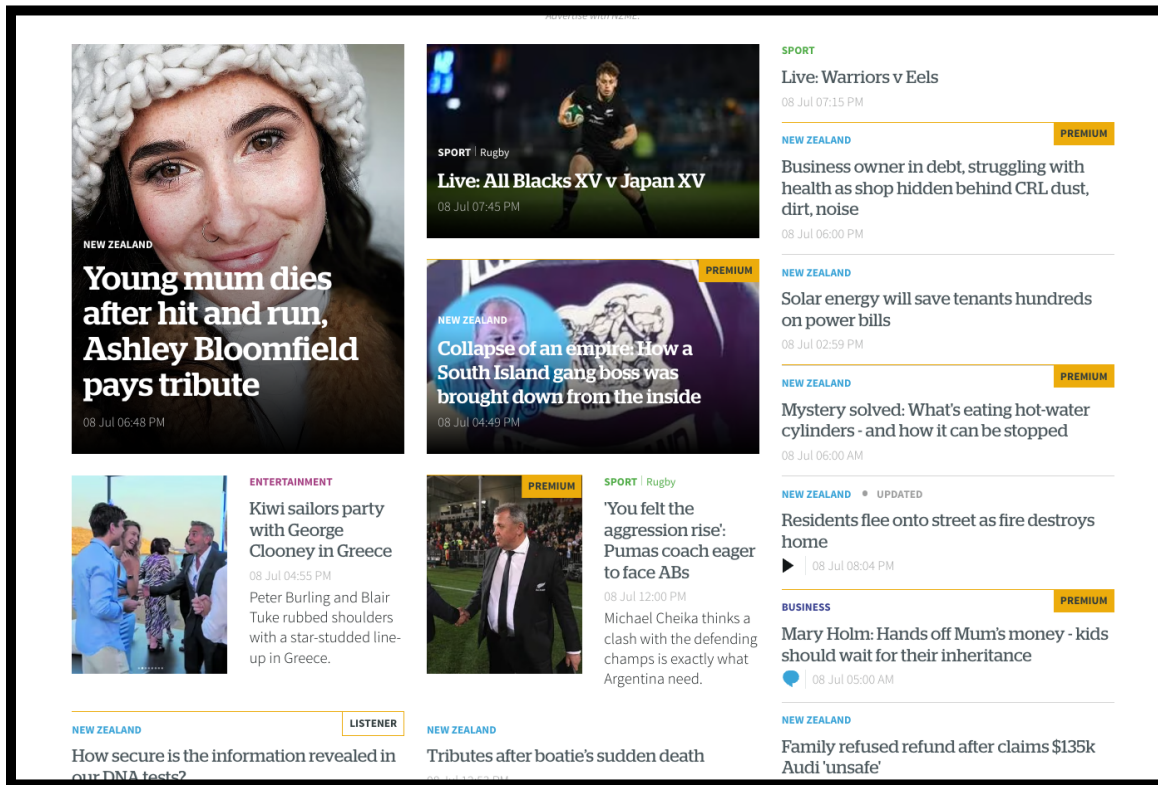 Advertise with NZME.
NEW ZEALAND
Young mum dies
after hit and run,
Ashley Bloomfield
pays tribute
08 Jul 06:48 PM
SPORT | Rugby
Live: All Blacks XV v Japan XV
08 Jul 07:45 PM
PREMIUM
NEW ZEALAND
Collapse of an empire: How a
South Island gang boss was
brought down from the inside
08 Jul 04:49 PM
ENTERTAINMENT
Kiwi sailors party
with George
Clooney in Greece
08 Jul 04:55 PM
Peter Burling and Blair
Tuke rubbed shoulders
with a star-studded line-
up in Greece.
PREMIUM
SPORT | Rugby
'You felt the
aggression rise':
Pumas coach eager
to face ABs
08 Jul 12:00 PM
Michael Cheika thinks a
clash with the defending
champs is exactly what
Argentina need.
LISTENER
NEW ZEALAND
How secure is the information revealed in
our DNA tests?
NEW ZEALAND
Tributes after boatie's sudden death
SPORT
Live: Warriors v Eels
08 Jul 07:15 PM
PREMIUM
NEW ZEALAND
Business owner in debt, struggling with
health as shop hidden behind CRL dust,
dirt, noise
08 Jul 06:00 PM
NEW ZEALAND
Solar energy will save tenants hundreds
on power bills
08 Jul 02:59 PM
PREMIUM
NEW ZEALAND
Mystery solved: What's eating hot-water
cylinders - and how it can be stopped
08 Jul 06:00 AM
NEW ZEALAND • UPDATED
Residents flee onto street as fire destroys
home
08 Jul 08:04 PM
PREMIUM
BUSINESS
Mary Holm: Hands off Mum's money - kids
should wait for their inheritance
08 Jul 05:00 AM
NEW ZEALAND
Family refused refund after claims $135k
Audi 'unsafe'